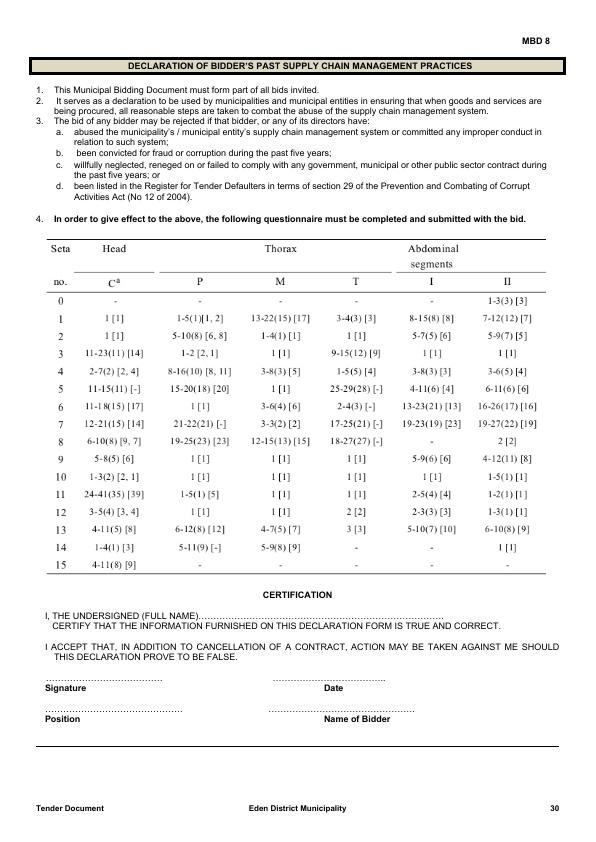 MBD 8
DECLARATION OF BIDDER'S PAST SUPPLY CHAIN MANAGEMENT PRACTICES
1. This Municipal Bidding Document must form part of all bids invited.
2. It serves as a declaration to be used by municipalities and municipal entities in ensuring that when goods and services are
being procured, all reasonable steps are taken to combat the abuse of the supply chain management system.
3. The bid of any bidder may be rejected if that bidder, or any of its directors have:
a. abused the municipality's / municipal entity's supply chain management system or committed any improper conduct in
relation to such system;
b. been convicted for fraud or corruption during the past five years;
c. willfully neglected, reneged on or failed to comply with any government, municipal or other public sector contract during
the past five years; or
d. been listed in the Register for Tender Defaulters in terms of section 29 of the Prevention and Combating of Corrupt
Activities Act (No 12 of 2004).
4. In order to give effect to the above, the following questionnaire must be completed and submitted with the bid.
Seta Head Thorax Abdominal
segments
no. Cª P M T I II
0 - - - - - 1-3(3) [3]
1 1 [1] 1-5(1)[1, 2] 13-22(15) [17] 3-4(3) [3] 8-15(8) [8] 7-12(12) [7]
2 1 [1] 5-10(8) [6, 8] 1-4(1) [1] 1 [1] 5-7(5) [6] 5-9(7) [5]
3 11-23(11) [14] 1-2 [2, 1] 1 [1] 9-15(12) [9] 1 [1] 1 [1]
4 2-7(2) [2, 4] 8-16(10) [8, 11] 3-8(3) [5] 1-5(5) [4] 3-8(3) [3] 3-6(5) [4]
5 11-15(11) [-] 15-20(18) [20] 1 [1] 25-29(28) [-] 4-11(6) [4] 6-11(6) [6]
6 11-18(15) [17] 1 [1] 3-6(4) [6] 2-4(3) [-] 13-23(21) [13] 16-26(17) [16]
7 12-21(15) [14] 21-22(21) [-] 3-3(2) [2] 17-25(21) [-] 19-23(19) [23] 19-27(22) [19]
8 6-10(8) [9, 7] 19-25(23) [23] 12-15(13) [15] 18-27(27) [-] - 2 [2]
9 5-8(5) [6] 1 [1] 1 [1] 1 [1] 5-9(6) [6] 4-12(11) [8]
10 1-3(2) [2, 1] 1 [1] 1 [1] 1 [1] 1 [1] 1-5(1) [1]
11 24-41(35) [39] 1-5(1) [5] 1 [1] 1 [1] 2-5(4) [4] 1-2(1) [1]
12 3-5(4) [3, 4] 1 [1] 1 [1] 2 [2] 2-3(3) [3] 1-3(1) [1]
13 4-11(5) [8] 6-12(8) [12] 4-7(5) [7] 3 [3] 5-10(7) [10] 6-10(8) [9]
14 1-4(1) [3] 5-11(9) [-] 5-9(8) [9] - - 1 [1]
15 4-11(8) [9] - - - - -
CERTIFICATION
I, THE UNDERSIGNED (FULL NAME)…………………………………………………………………………
CERTIFY THAT THE INFORMATION FURNISHED ON THIS DECLARATION FORM IS TRUE AND CORRECT.
I ACCEPT THAT, IN ADDITION TO CANCELLATION OF A CONTRACT, ACTION MAY BE TAKEN AGAINST ME SHOULD
THIS DECLARATION PROVE TO BE FALSE.
………………………………… ………………………………..
Signature Date
………………………………………. ………………………………………….
Position Name of Bidder
Tender Document Eden District Municipality 30